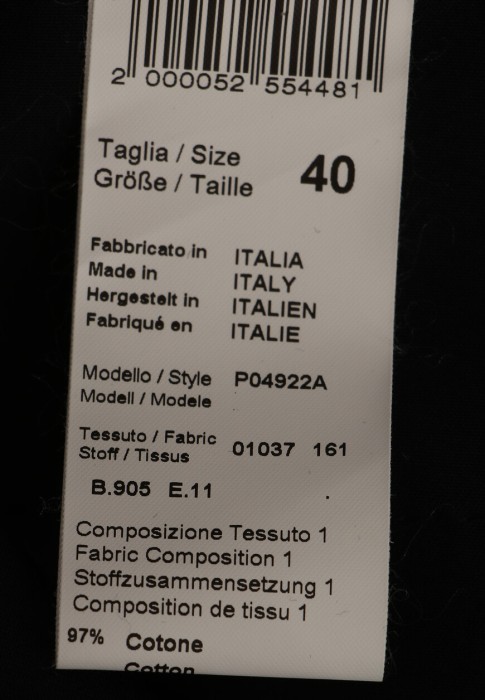 2 000052 554481
Taglia / Size 40
Größe / Taille
Fabbricato in ITALIA
Made in ITALY
Hergestelt in ITALIEN
Fabriqué en ITALIE
Modello / Style P04922A
Modell / Modele
Tessuto / Fabric 01037 161
Stoff / Tissus
B.905 E.11
Composizione Tessuto 1
Fabric Composition 1
Stoffzusammensetzung 1
Composition de tissu 1
97% Cotone
Cotton